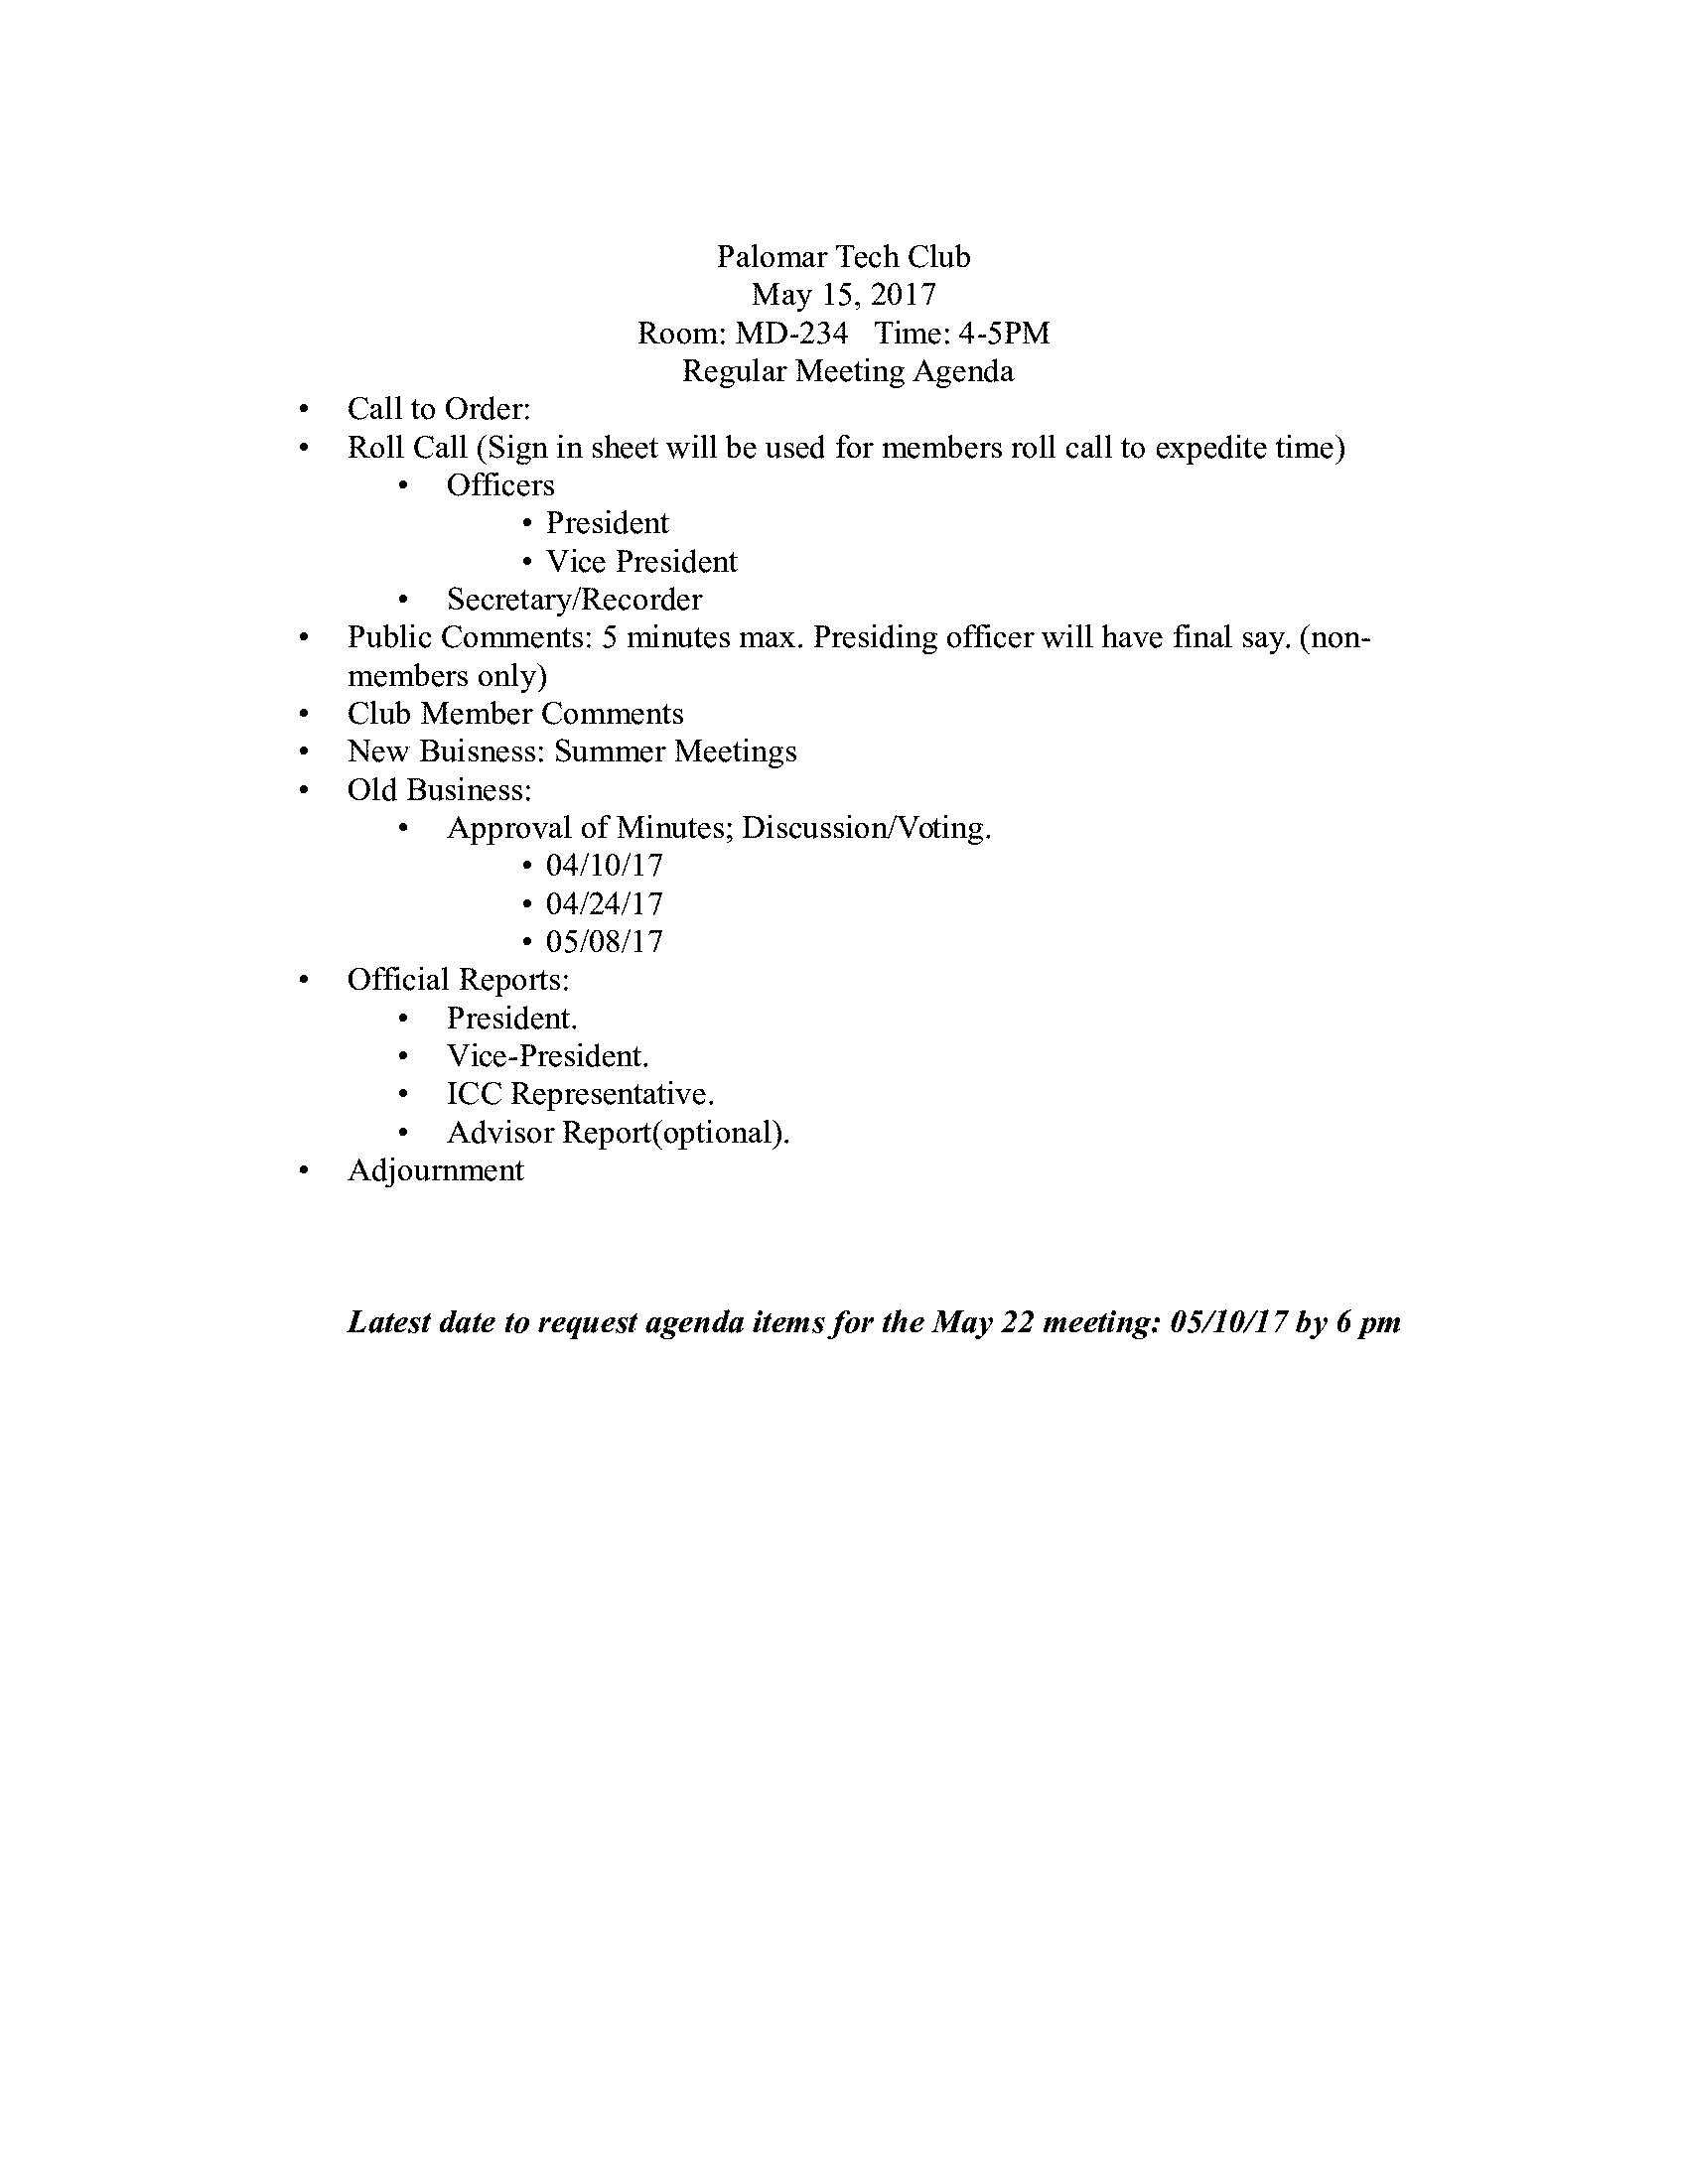 Palomar Tech Club
May 15, 2017
Room: MD-234   Time: 4-5PM
Regular Meeting Agenda
• Call to Order:
• Roll Call (Sign in sheet will be used for members roll call to expedite time)
• Officers
• President
• Vice President
• Secretary/Recorder
• Public Comments: 5 minutes max. Presiding officer will have final say. (non-
members only)
• Club Member Comments
• New Buisness: Summer Meetings
• Old Business:
• Approval of Minutes; Discussion/Voting.
• 04/10/17
• 04/24/17
• 05/08/17
• Official Reports:
• President.
• Vice-President.
• ICC Representative.
• Advisor Report(optional).
• Adjournment
Latest date to request agenda items for the May 22 meeting: 05/10/17 by 6 pm